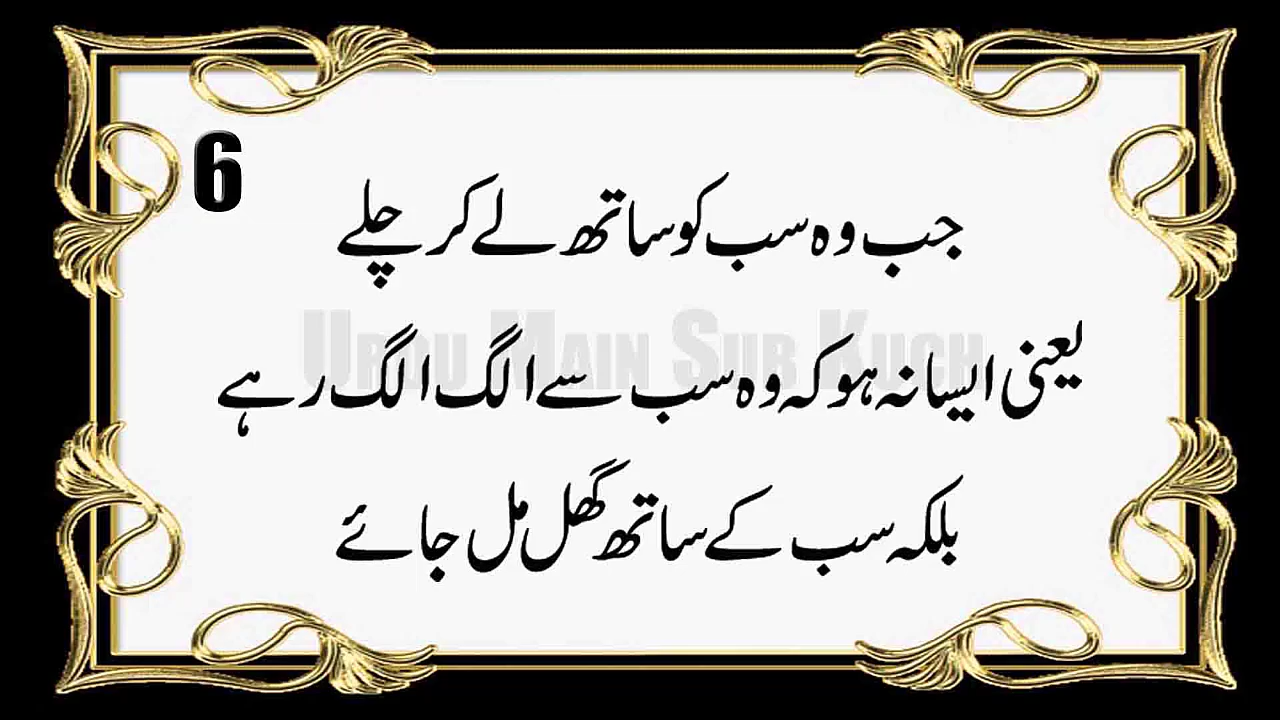 6
جب وہ سب کو ساتھ لے کر چلے
Urdu Main Sub Kuch
یعنی ایسا نہ ہو کہ وہ سب سے الگ الگ رہے
بلکہ سب کے ساتھ گھل مل جائے